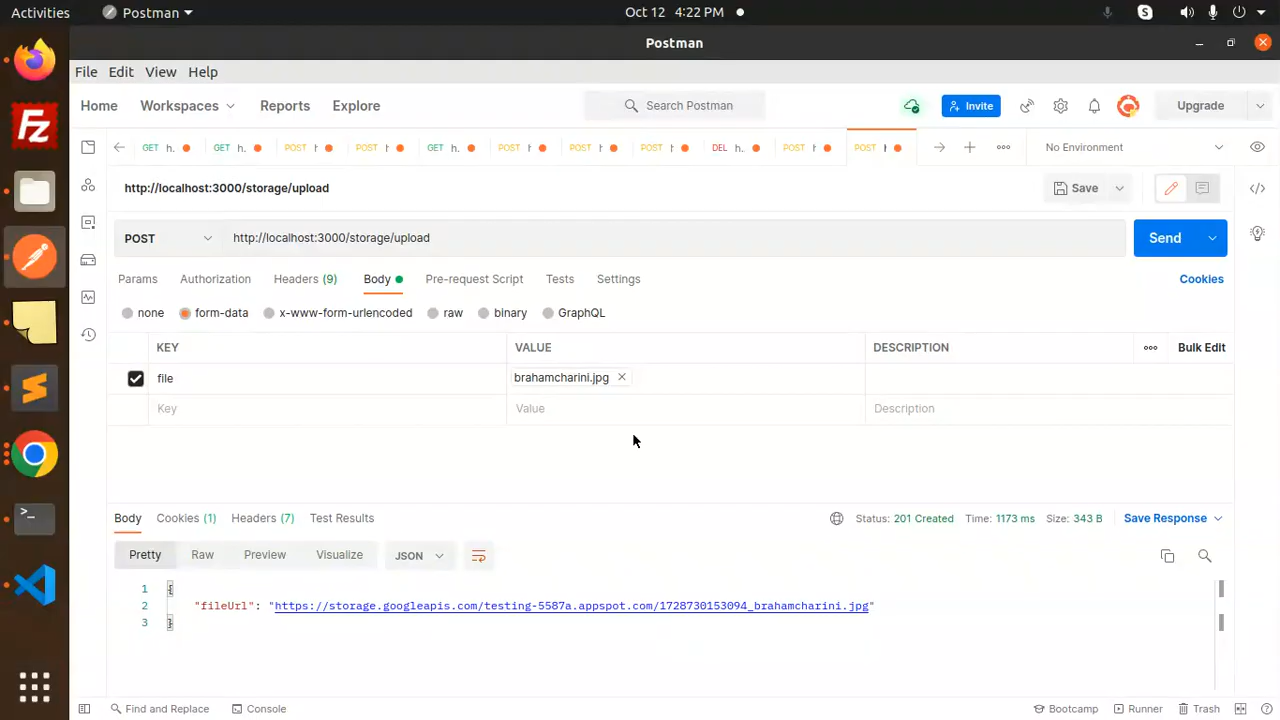 Activities Postman Oct 12 4:22 PM
Postman
File Edit View Help
Home Workspaces Reports Explore Search Postman Invite Upgrade
GET h. GET h. POST h POST h GET h. POST h POST h POST h DEL h.. POST h POST h No Environment
http://localhost:3000/storage/upload Save
POST http://localhost:3000/storage/upload Send
Params Authorization Headers (9) Body Pre-request Script Tests Settings Cookies
none form-data x-www-form-urlencoded raw binary GraphQL
KEY VALUE DESCRIPTION Bulk Edit
file brahamcharini.jpg
Key Value Description
Body Cookies (1) Headers (7) Test Results Status: 201 Created Time: 1173 ms Size: 343 B Save Response
Pretty Raw Preview Visualize JSON
1 {
2 "fileUrl": "https://storage.googleapis.com/testing-5587a.appspot.com/1728730153094_brahamcharini.jpg"
3 }
Find and Replace Console Bootcamp Runner Trash